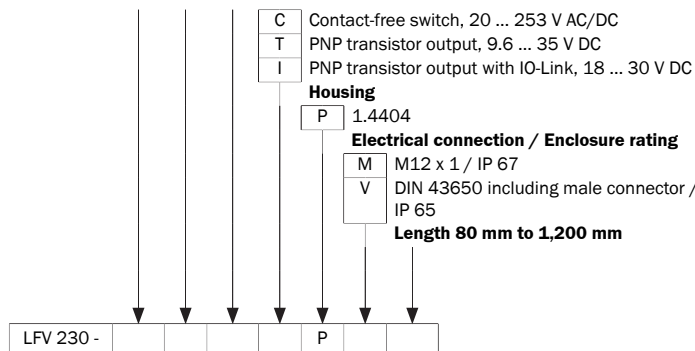 C Contact-free switch, 20 ... 253 V AC/DC
T PNP transistor output, 9.6 ... 35 V DC
I PNP transistor output with IO-Link, 18 ... 30 V DC
Housing
P 1.4404
Electrical connection / Enclosure rating
M M12 x 1 / IP 67
V DIN 43650 including male connector /
IP 65
Length 80 mm to 1,200 mm
LFV 230 - P